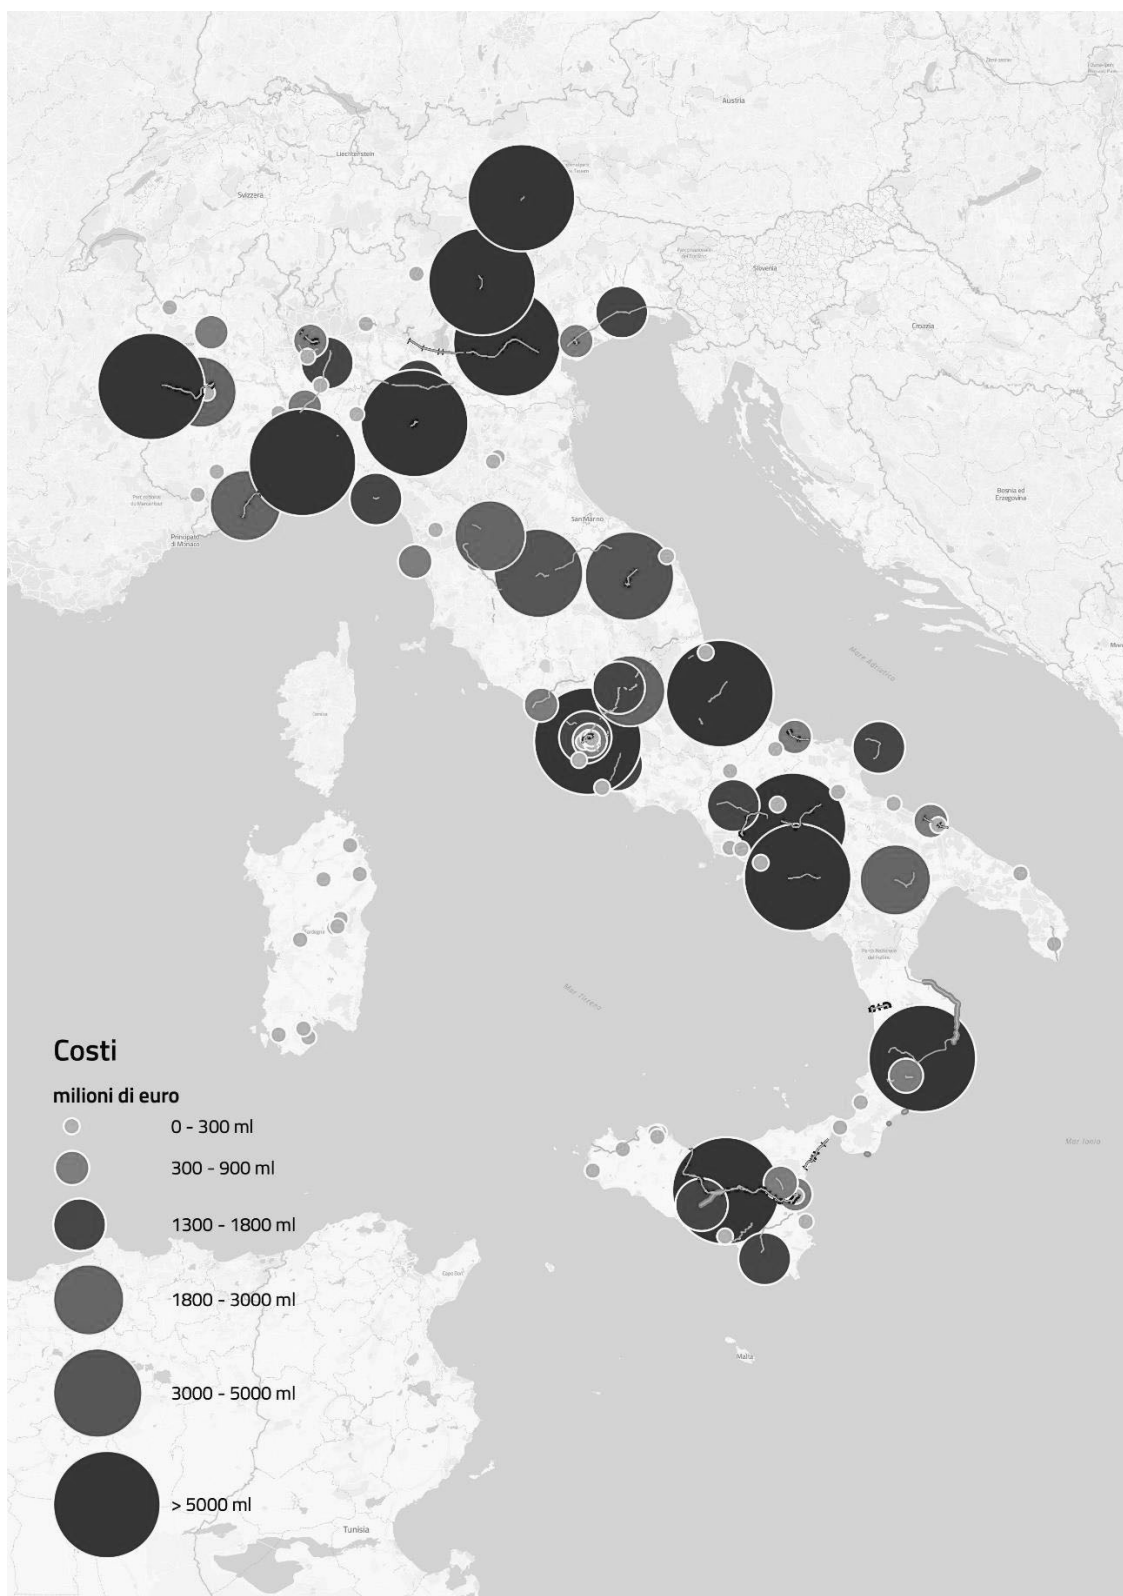 Austria
Liechtenstein
Svizzera
Slovenia
Croazia
Bosnia ed
Erzegovina
San Marino
Principato
di Monaco
Mare Adriatico
Mar Tirreno
Mar Ionio
Costi
milioni di euro
0 - 300 ml
300 - 900 ml
1300 - 1800 ml
1800 - 3000 ml
3000 - 5000 ml
> 5000 ml
Malta
Tunisia